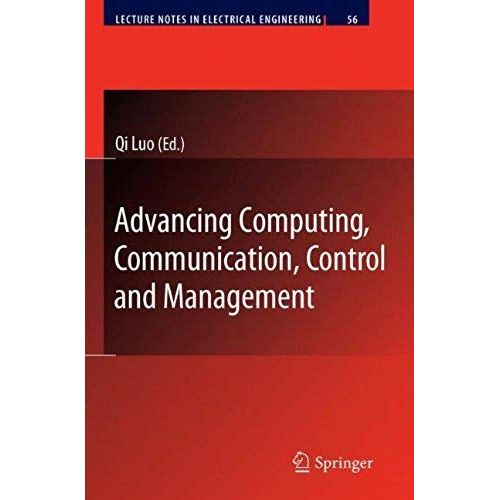 LECTURE NOTES IN ELECTRICAL ENGINEERING | 56
Qi Luo (Ed.)
Advancing Computing,
Communication, Control
and Management
Springer